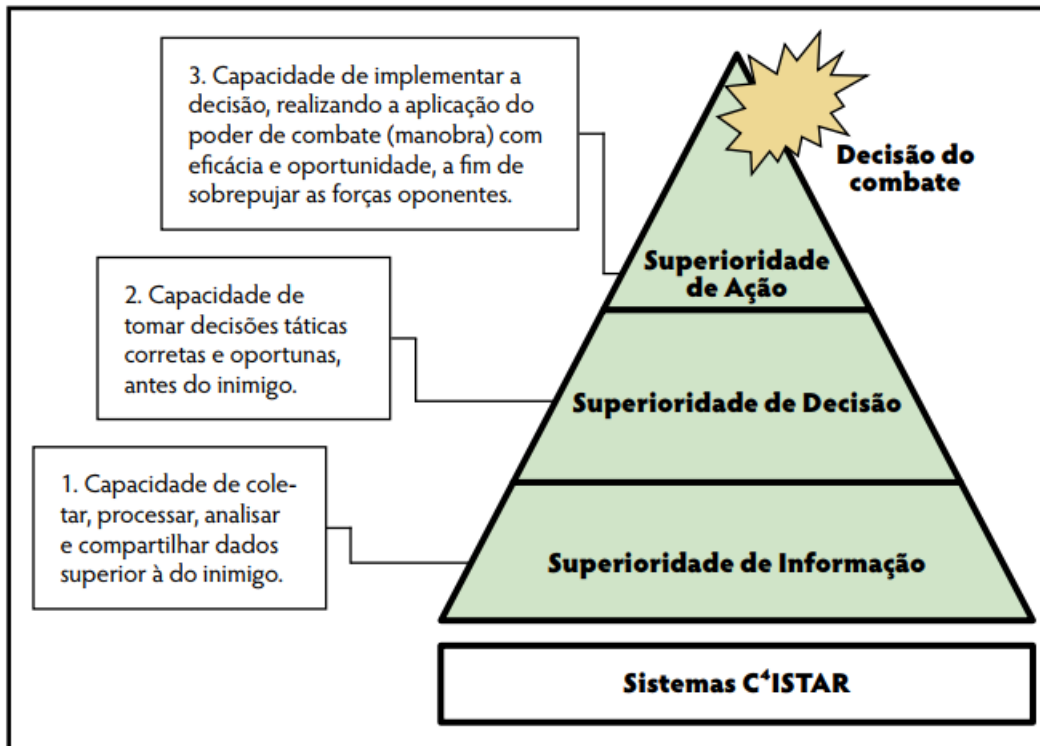 3. Capacidade de implementar a
decisão, realizando a aplicação do
poder de combate (manobra) com
eficácia e oportunidade, a fim de
sobrepujar as forças oponentes.
Decisão do
combate
Superioridade
de Ação
2. Capacidade de
tomar decisões táticas
corretas e oportunas,
antes do inimigo.
Superioridade de Decisão
1. Capacidade de cole-
tar, processar, analisar
e compartilhar dados
superior à do inimigo.
Superioridade de Informação
Sistemas C⁴ISTAR